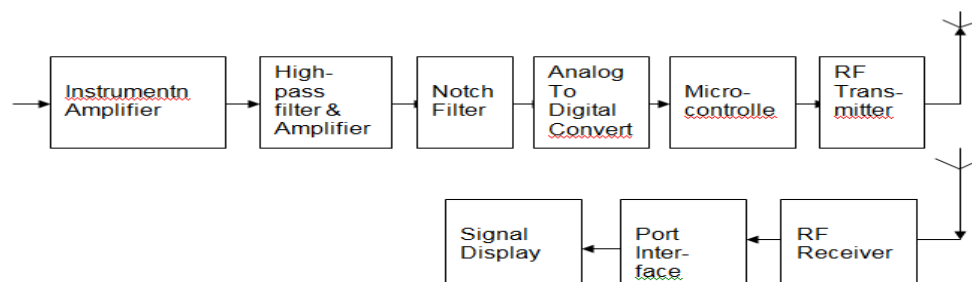 Instrumentn
Amplifier
High-
pass
filter &
Amplifier
Notch
Filter
Analog
To
Digital
Convert
Micro-
controlle
RF
Trans-
mitter
Signal
Display
Port
Inter-
face
RF
Receiver